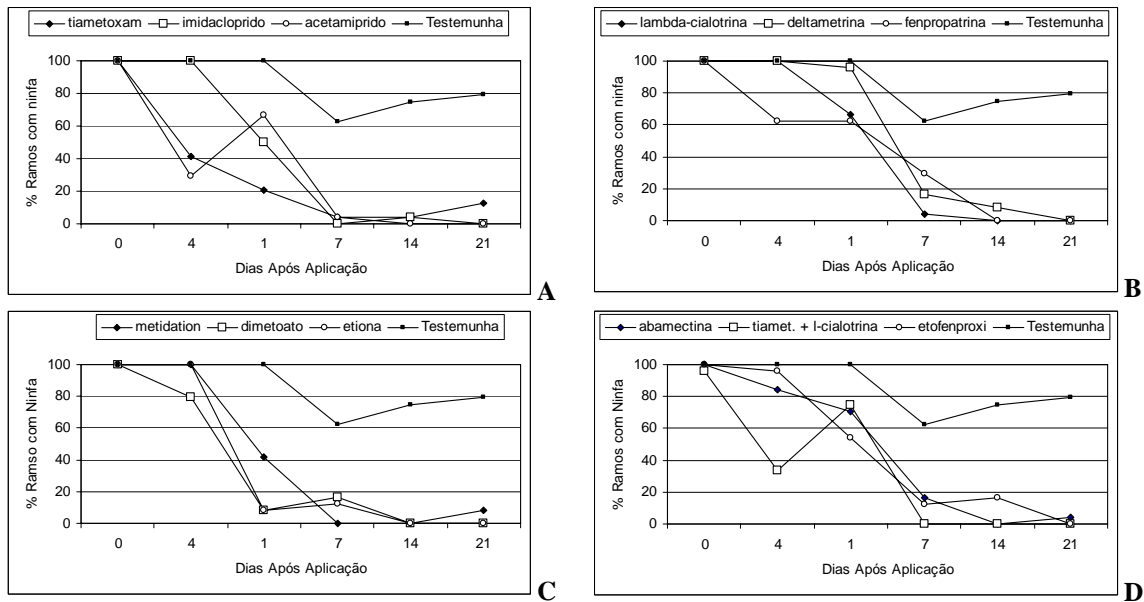 tiametoxam imidacloprido acetamiprido Testemunha
% Ramos com ninfa
100
80
60
40
20
0
0 4 1 7 14 21
Dias Após Aplicação
A
lambda-cialotrina deltametrina fenpropatrina Testemunha
% Ramos com ninfa
100
80
60
40
20
0
0 4 1 7 14 21
Dias Após Aplicação
B
metidation dimetoato etiona Testemunha
% Ramso com Ninfa
100
80
60
40
20
0
0 4 1 7 14 21
Dias Após Aplicação
C
abamectina tiamet. + l-cialotrina etofenproxi Testemunha
% Ramos com Ninfa
100
80
60
40
20
0
0 4 1 7 14 21
Dias Após Aplicação
D